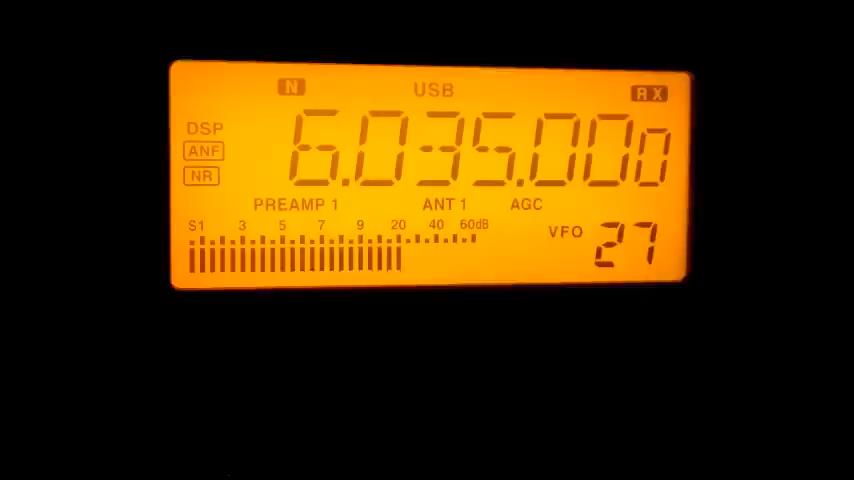 N USB RX
6.035.000
DSP
ANF
NR
PREAMP 1 ANT 1 AGC
S1 3 5 7 9 20 40 60dB
VFO 27